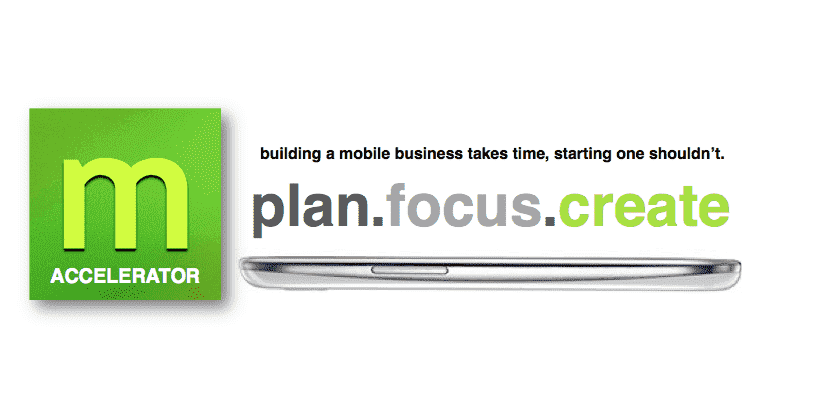 m
ACCELERATOR
building a mobile business takes time, starting one shouldn't.
plan.focus.create